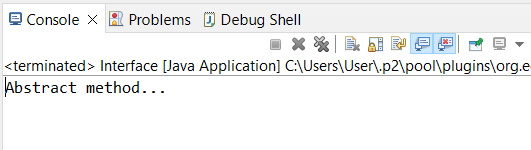 Console Problems Debug Shell
<terminated> Interface [Java Application] C:\Users\User\.p2\pool\plugins\org.e
Abstract method...